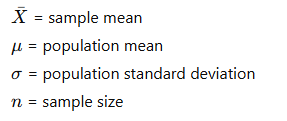 X̄ = sample mean
μ = population mean
σ = population standard deviation
n = sample size